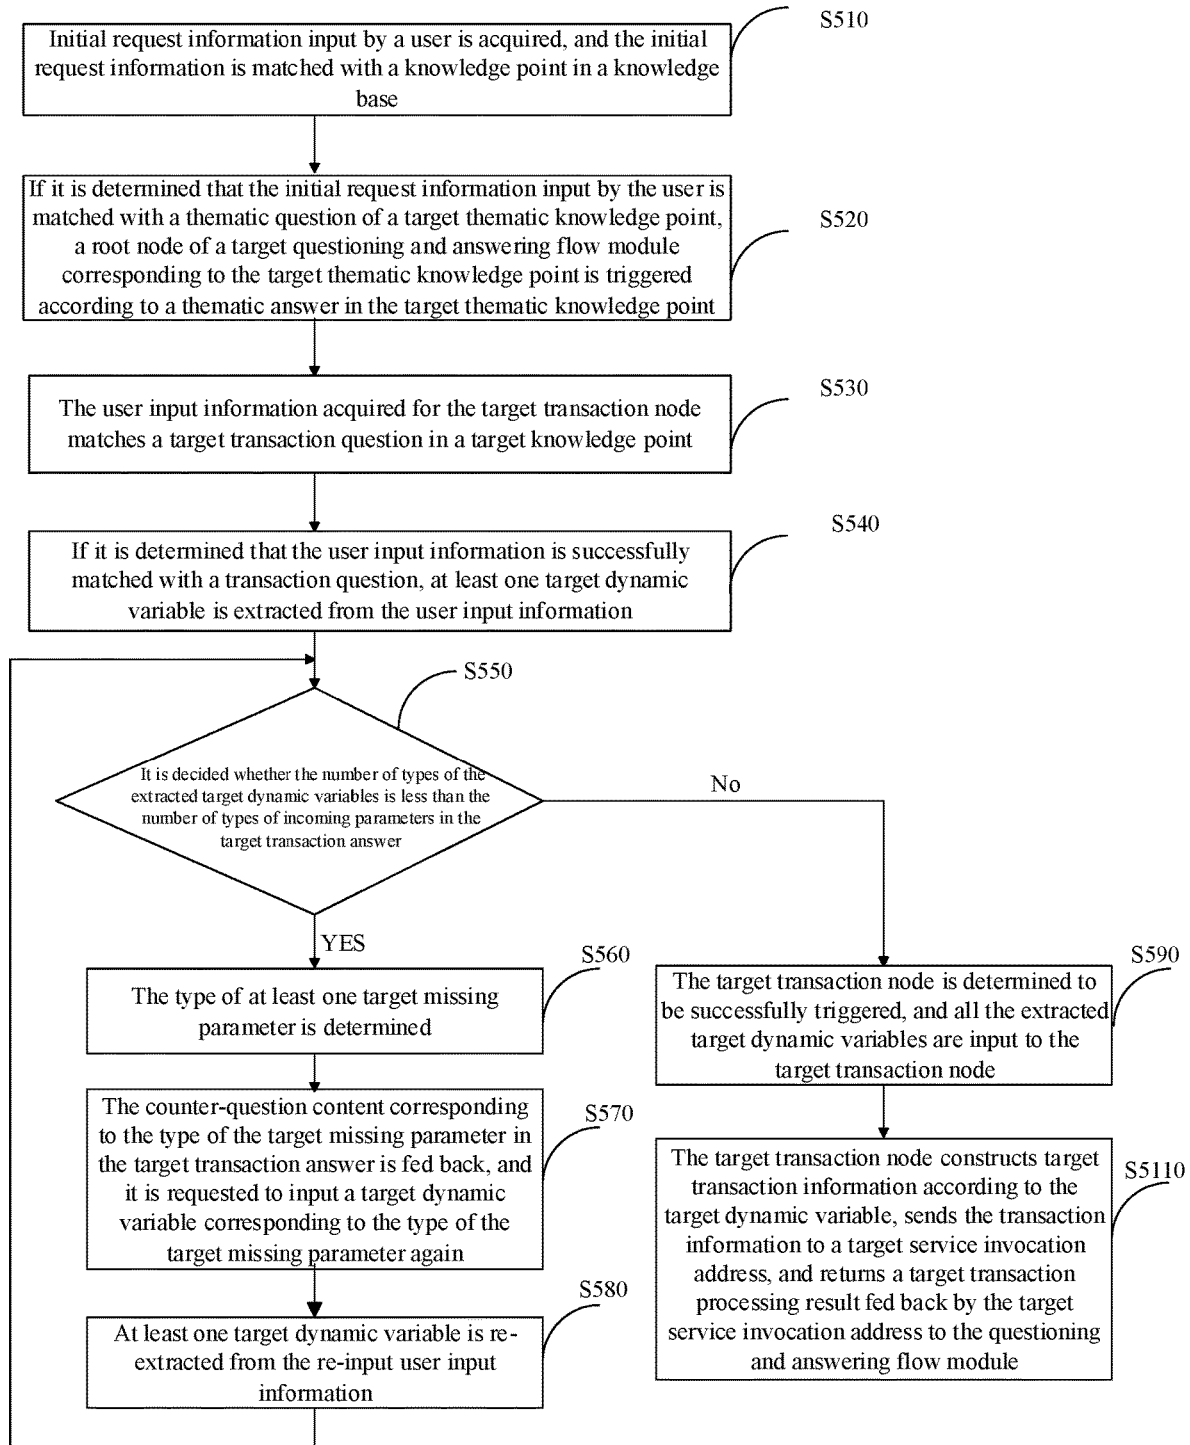 S510
Initial request information input by a user is acquired, and the initial
request information is matched with a knowledge point in a knowledge
base
If it is determined that the initial request information input by the user is
matched with a thematic question of a target thematic knowledge point,
a root node of a target questioning and answering flow module
corresponding to the target thematic knowledge point is triggered
according to a thematic answer in the target thematic knowledge point
S520
The user input information acquired for the target transaction node
matches a target transaction question in a target knowledge point
S530
If it is determined that the user input information is successfully
matched with a transaction question, at least one target dynamic
variable is extracted from the user input information
S540
S550
It is decided whether the number of types of the
extracted target dynamic variables is less than the
number of types of incoming parameters in the
target transaction answer
No
YES
S560
The type of at least one target missing
parameter is determined
The counter-question content corresponding
to the type of the target missing parameter in
the target transaction answer is fed back, and
it is requested to input a target dynamic
variable corresponding to the type of the
target missing parameter again
S570
S580
At least one target dynamic variable is re-
extracted from the re-input user input
information
S590
The target transaction node is determined to
be successfully triggered, and all the extracted
target dynamic variables are input to the
target transaction node
S5110
The target transaction node constructs target
transaction information according to the
target dynamic variable, sends the transaction
information to a target service invocation
address, and returns a target transaction
processing result fed back by the target
service invocation address to the questioning
and answering flow module